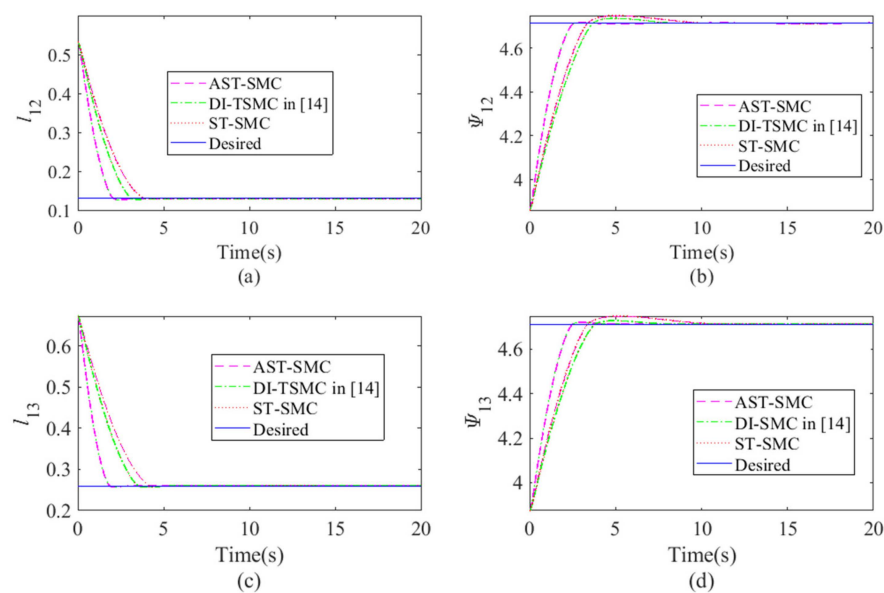 0.5
0.4
0.3
0.2
0.1
l12
AST-SMC
DI-TSMC in [14]
ST-SMC
Desired
0 5 10 15 20
Time(s)
(a)
4.6
4.4
4.2
4
Ψ12
AST-SMC
DI-TSMC in [14]
ST-SMC
Desired
0 5 10 15 20
Time(s)
(b)
0.6
0.5
0.4
0.3
0.2
l13
AST-SMC
DI-TSMC in [14]
ST-SMC
Desired
0 5 10 15 20
Time(s)
(c)
4.6
4.4
4.2
4
Ψ13
AST-SMC
DI-SMC in [14]
ST-SMC
Desired
0 5 10 15 20
Time(s)
(d)